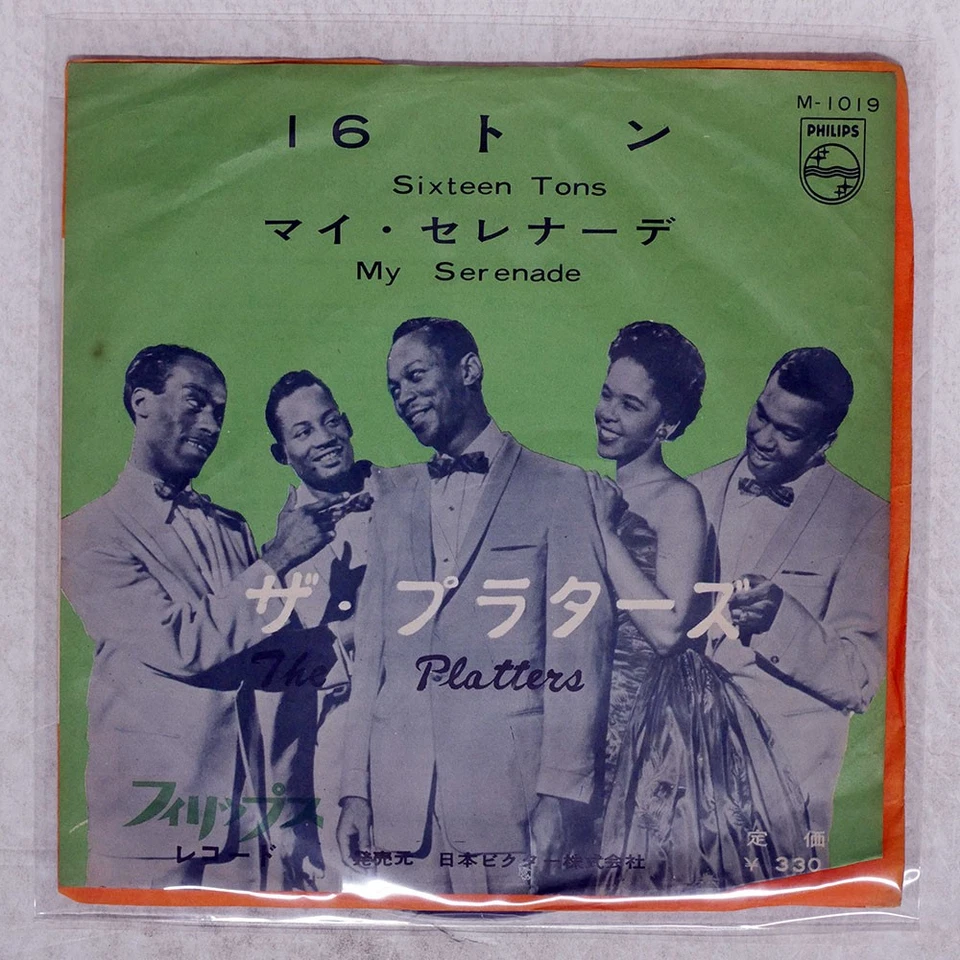 M-1019
PHILIPS
16 トン
Sixteen Tons
マイ・セレナーデ
My Serenade
ザ・プラターズ
The Platters
フィリップス
レコード
発売元 日本ビクター株式会社
定価
¥330